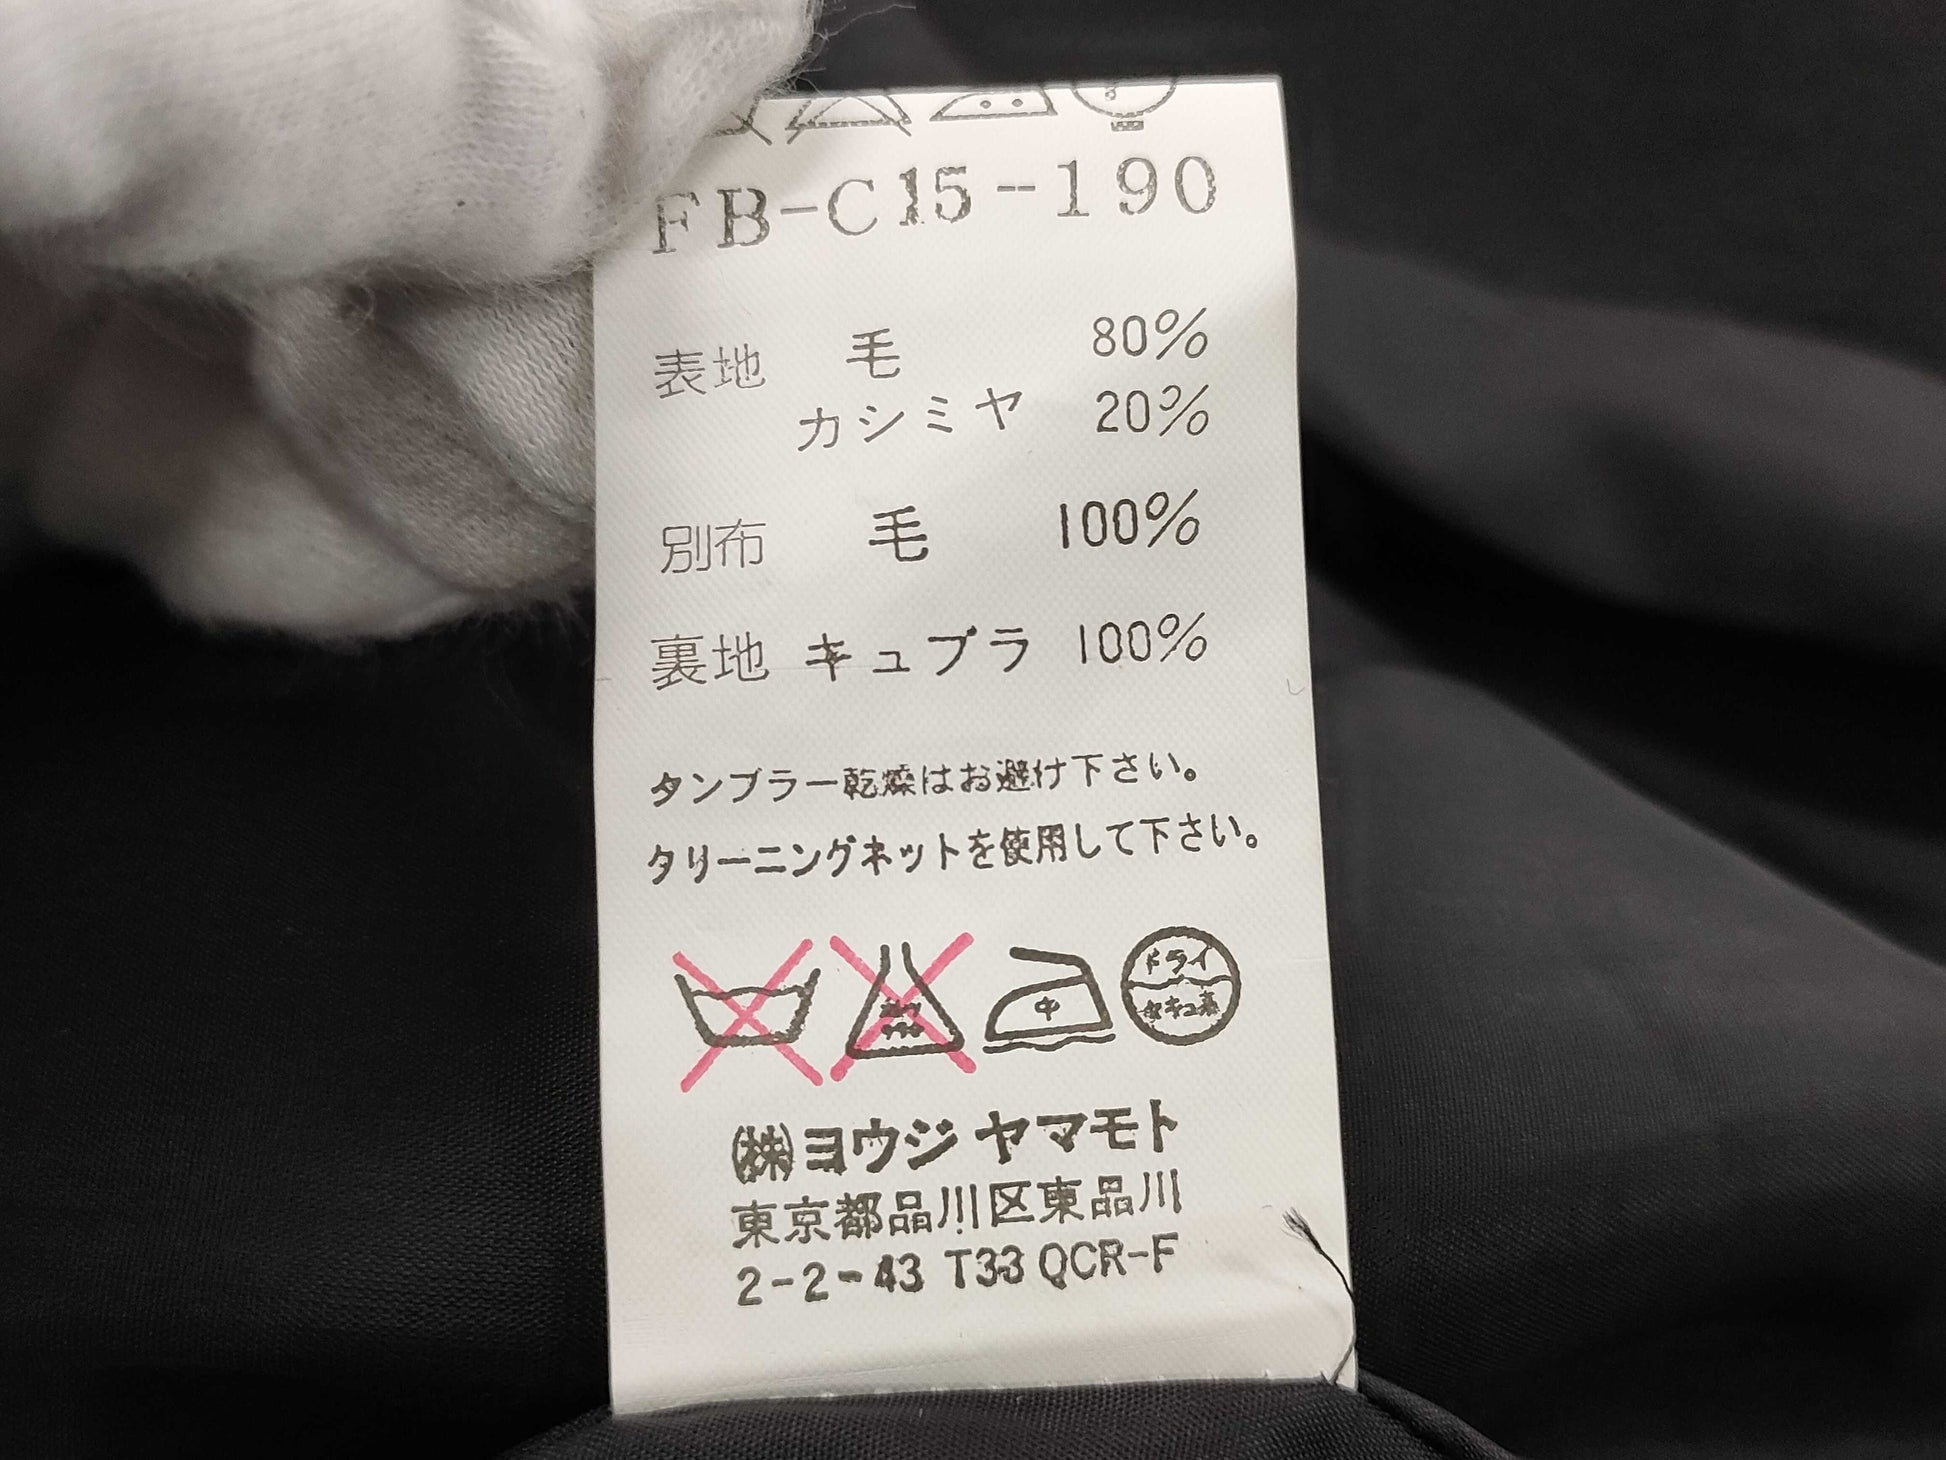 FB-C15-190
表地 毛 80%
カシミヤ 20%
別布 毛 100%
裏地 キュプラ 100%
タンブラー乾燥はお避け下さい。
クリーニングネットを使用して下さい。
中
ドライ
セキユ系
(株)ヨウジヤマモト
東京都品川区東品川
2-2-43 T33 QCR-F